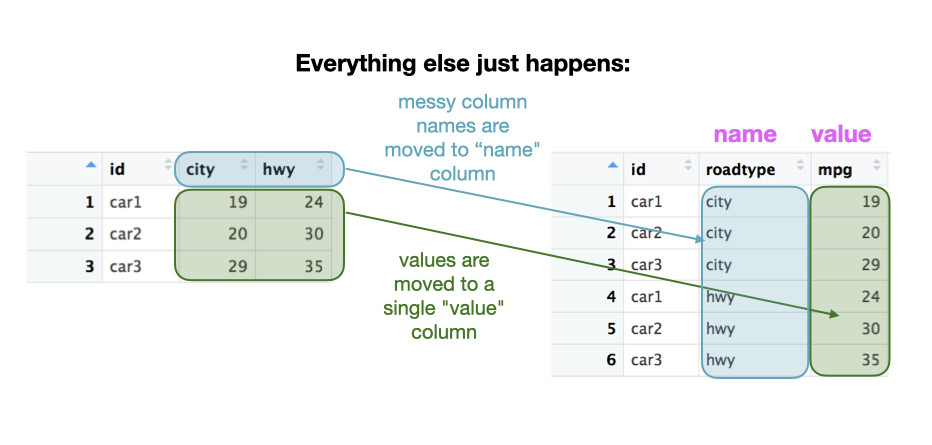 Everything else just happens:
messy column
names are
moved to “name"
column
name value
id city hwy
1 car1 19 24
2 car2 20 30
3 car3 29 35
values are
moved to a
single "value"
column
id roadtype mpg
1 car1 city 19
2 car2 city 20
3 car3 city 29
4 car1 hwy 24
5 car2 hwy 30
6 car3 hwy 35